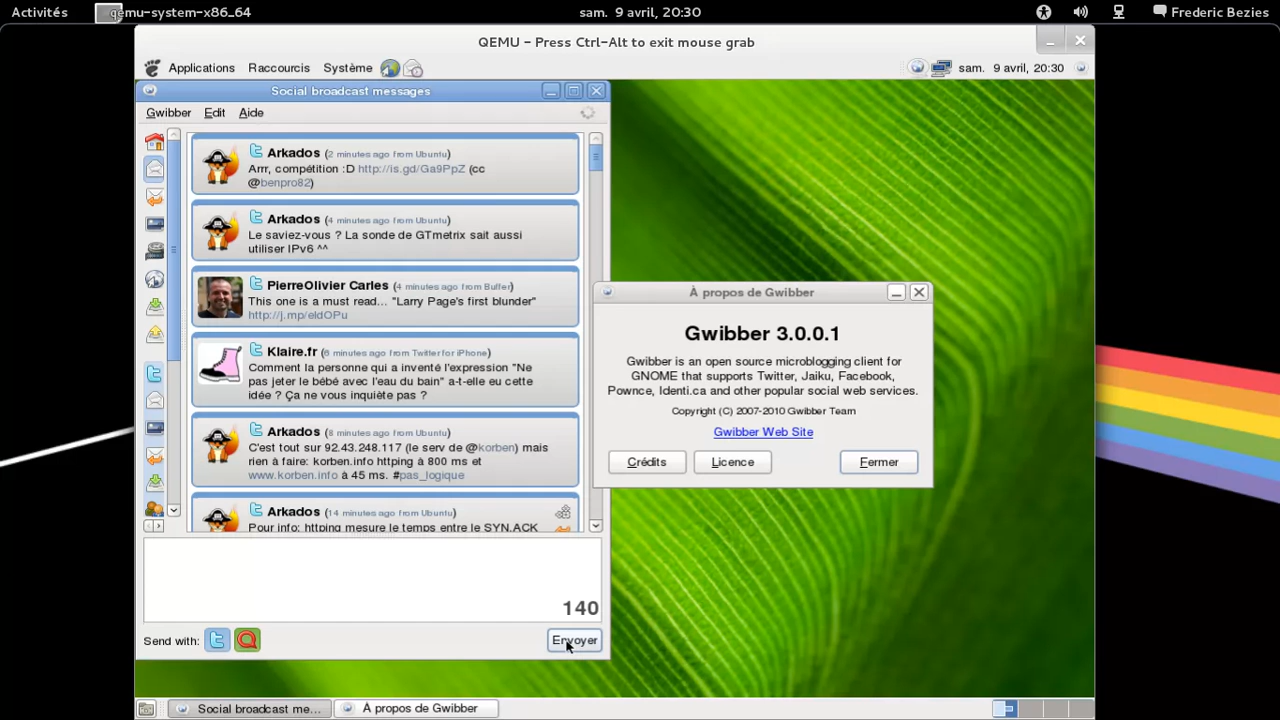 Activités
qemu-system-x86_64
sam. 9 avril, 20:30
Frederic Bezies
QEMU - Press Ctrl-Alt to exit mouse grab
Applications Raccourcis Système
sam. 9 avril, 20:30
Social broadcast messages
Gwibber Edit Aide
Arkados (2 minutes ago from Ubuntu)
Arrr, compétition :D http://is.gd/Ga9PpZ (cc
@benpro82)
Arkados (4 minutes ago from Ubuntu)
Le saviez-vous ? La sonde de GTmetrix sait aussi
utiliser IPv6 ^^
PierreOlivier Carles (4 minutes ago from Buffer)
This one is a must read... "Larry Page's first blunder"
http://j.mp/eldOPu
Klaire.fr (6 minutes ago from Twitter for iPhone)
Comment la personne qui a inventé l'expression "Ne
pas jeter le bébé avec l'eau du bain" a-t-elle eu cette
idée ? Ça ne vous inquiète pas ?
Arkados (8 minutes ago from Ubuntu)
C'est tout sur 92.43.248.117 (le serv de @korben) mais
rien à faire: korben.info httping à 800 ms et
www.korben.info à 45 ms. #pas_logique
Arkados (14 minutes ago from Ubuntu)
Pour info: httping mesure le temps entre le SYN.ACK
140
Send with:
Envoyer
À propos de Gwibber
Gwibber 3.0.0.1
Gwibber is an open source microblogging client for
GNOME that supports Twitter, Jaiku, Facebook,
Pownce, Identi.ca and other popular social web services.
Copyright (C) 2007-2010 Gwibber Team
Gwibber Web Site
Crédits
Licence
Fermer
Social broadcast me...
À propos de Gwibber